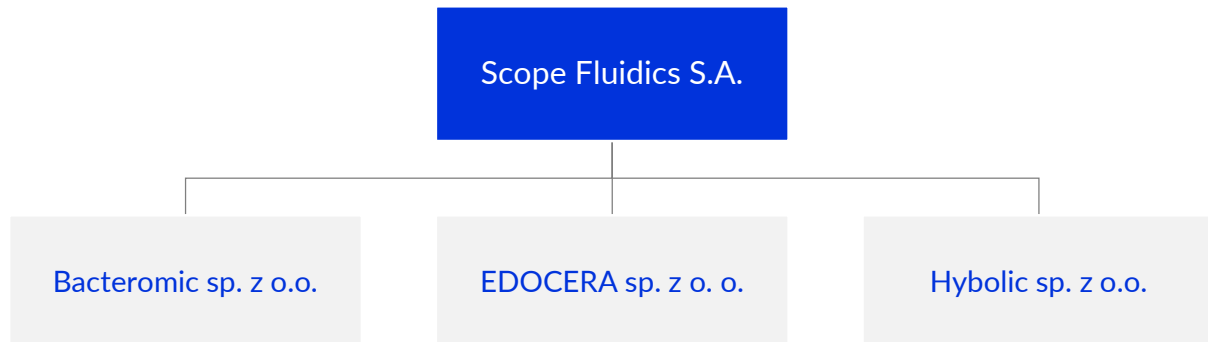 Scope Fluidics S.A.
Bacteromic sp. z o.o.
EDOCERA sp. z o. o.
Hybolic sp. z o.o.